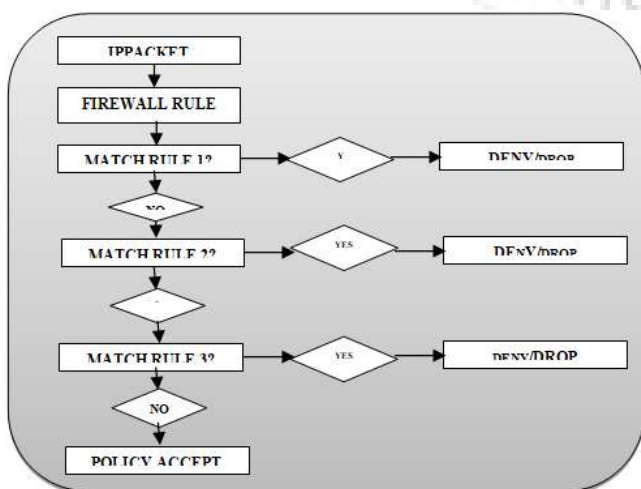 IPPACKET
FIREWALL RULE
MATCH RULE 1?
Y
DENY/DROP
NO
MATCH RULE 2?
YES
DENY/DROP
MATCH RULE 3?
YES
DENY/DROP
NO
POLICY ACCEPT